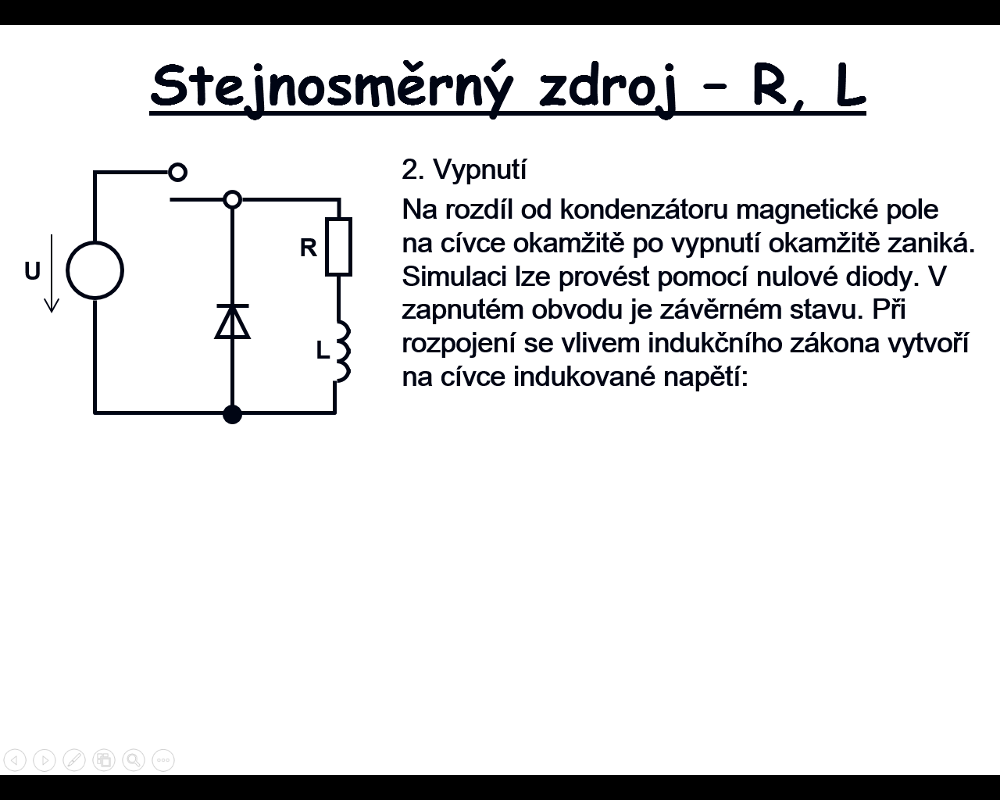 Stejnosměrný zdroj – R, L
2. Vypnutí
Na rozdíl od kondenzátoru magnetické pole
na cívce okamžitě po vypnutí okamžitě zaniká.
Simulaci lze provést pomocí nulové diody. V
zapnutém obvodu je závěrném stavu. Při
rozpojení se vlivem indukčního zákona vytvoří
na cívce indukované napětí:
U
R
L